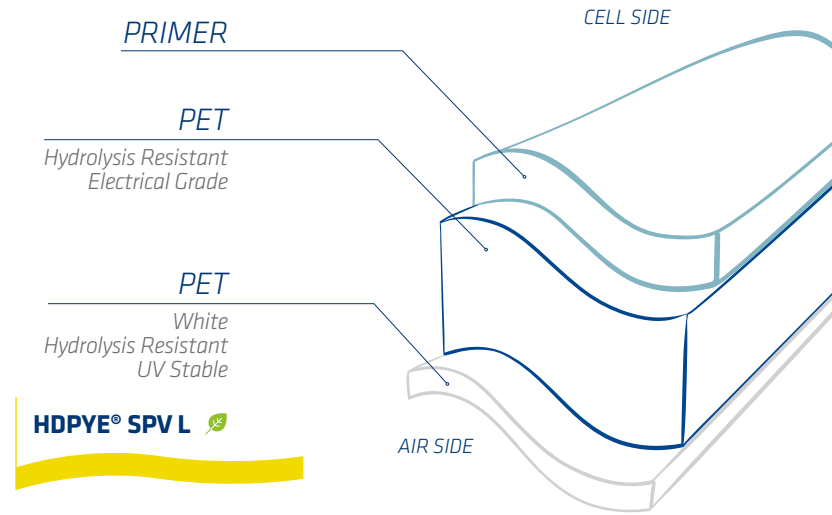 CELL SIDE
PRIMER
PET
Hydrolysis Resistant
Electrical Grade
PET
White
Hydrolysis Resistant
UV Stable
HDPYE® SPV L
AIR SIDE